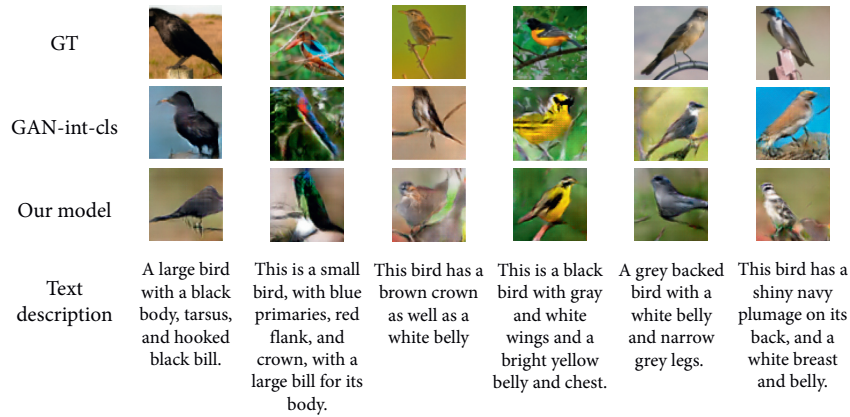 GT
GAN-int-cls
Our model
Text
description
A large bird
with a black
body, tarsus,
and hooked
black bill.
This is a small
bird, with blue
primaries, red
flank, and
crown, with a
large bill for its
body.
This bird has a
brown crown
as well as a
white belly
This is a black
bird with gray
and white
wings and a
bright yellow
belly and chest.
A grey backed
bird with a
white belly
and narrow
grey legs.
This bird has a
shiny navy
plumage on its
back, and a
white breast
and belly.